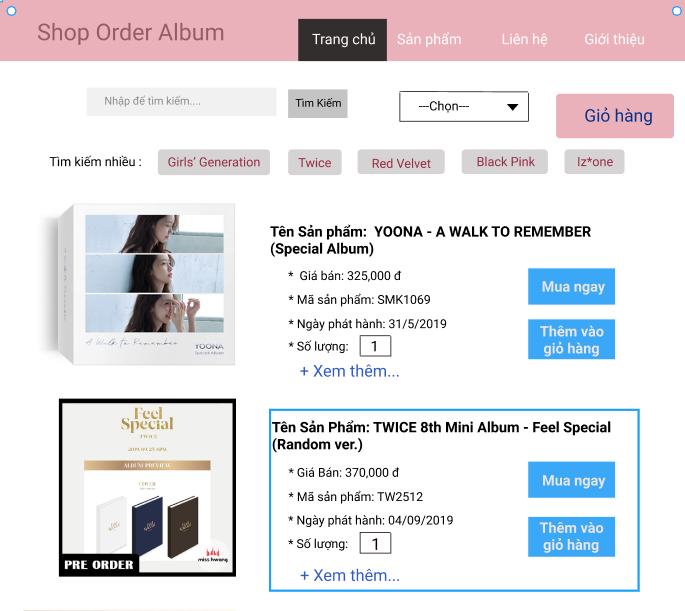 Shop Order Album
Trang chủ
Sản phẩm
Liên hệ
Giới thiệu
Nhập để tìm kiếm....
Tìm Kiếm
---Chọn---
Giỏ hàng
Tìm kiếm nhiều :
Girls' Generation
Twice
Red Velvet
Black Pink
Iz*one
A Walk to Remember
YOONA
Special Album
Tên Sản phẩm: YOONA - A WALK TO REMEMBER
(Special Album)
* Giá bán: 325,000 đ
* Mã sản phẩm: SMK1069
* Ngày phát hành: 31/5/2019
* Số lượng: 1
+ Xem thêm...
Mua ngay
Thêm vào
giỏ hàng
Feel
Special
TWICE
2019.09.23 6PM
ALBUM PREVIEW
COVER
miss hwang
PRE ORDER
Tên Sản Phẩm: TWICE 8th Mini Album - Feel Special
(Random ver.)
* Giá Bán: 370,000 đ
* Mã sản phẩm: TW2512
* Ngày phát hành: 04/09/2019
* Số lượng: 1
+ Xem thêm...
Mua ngay
Thêm vào
giỏ hàng